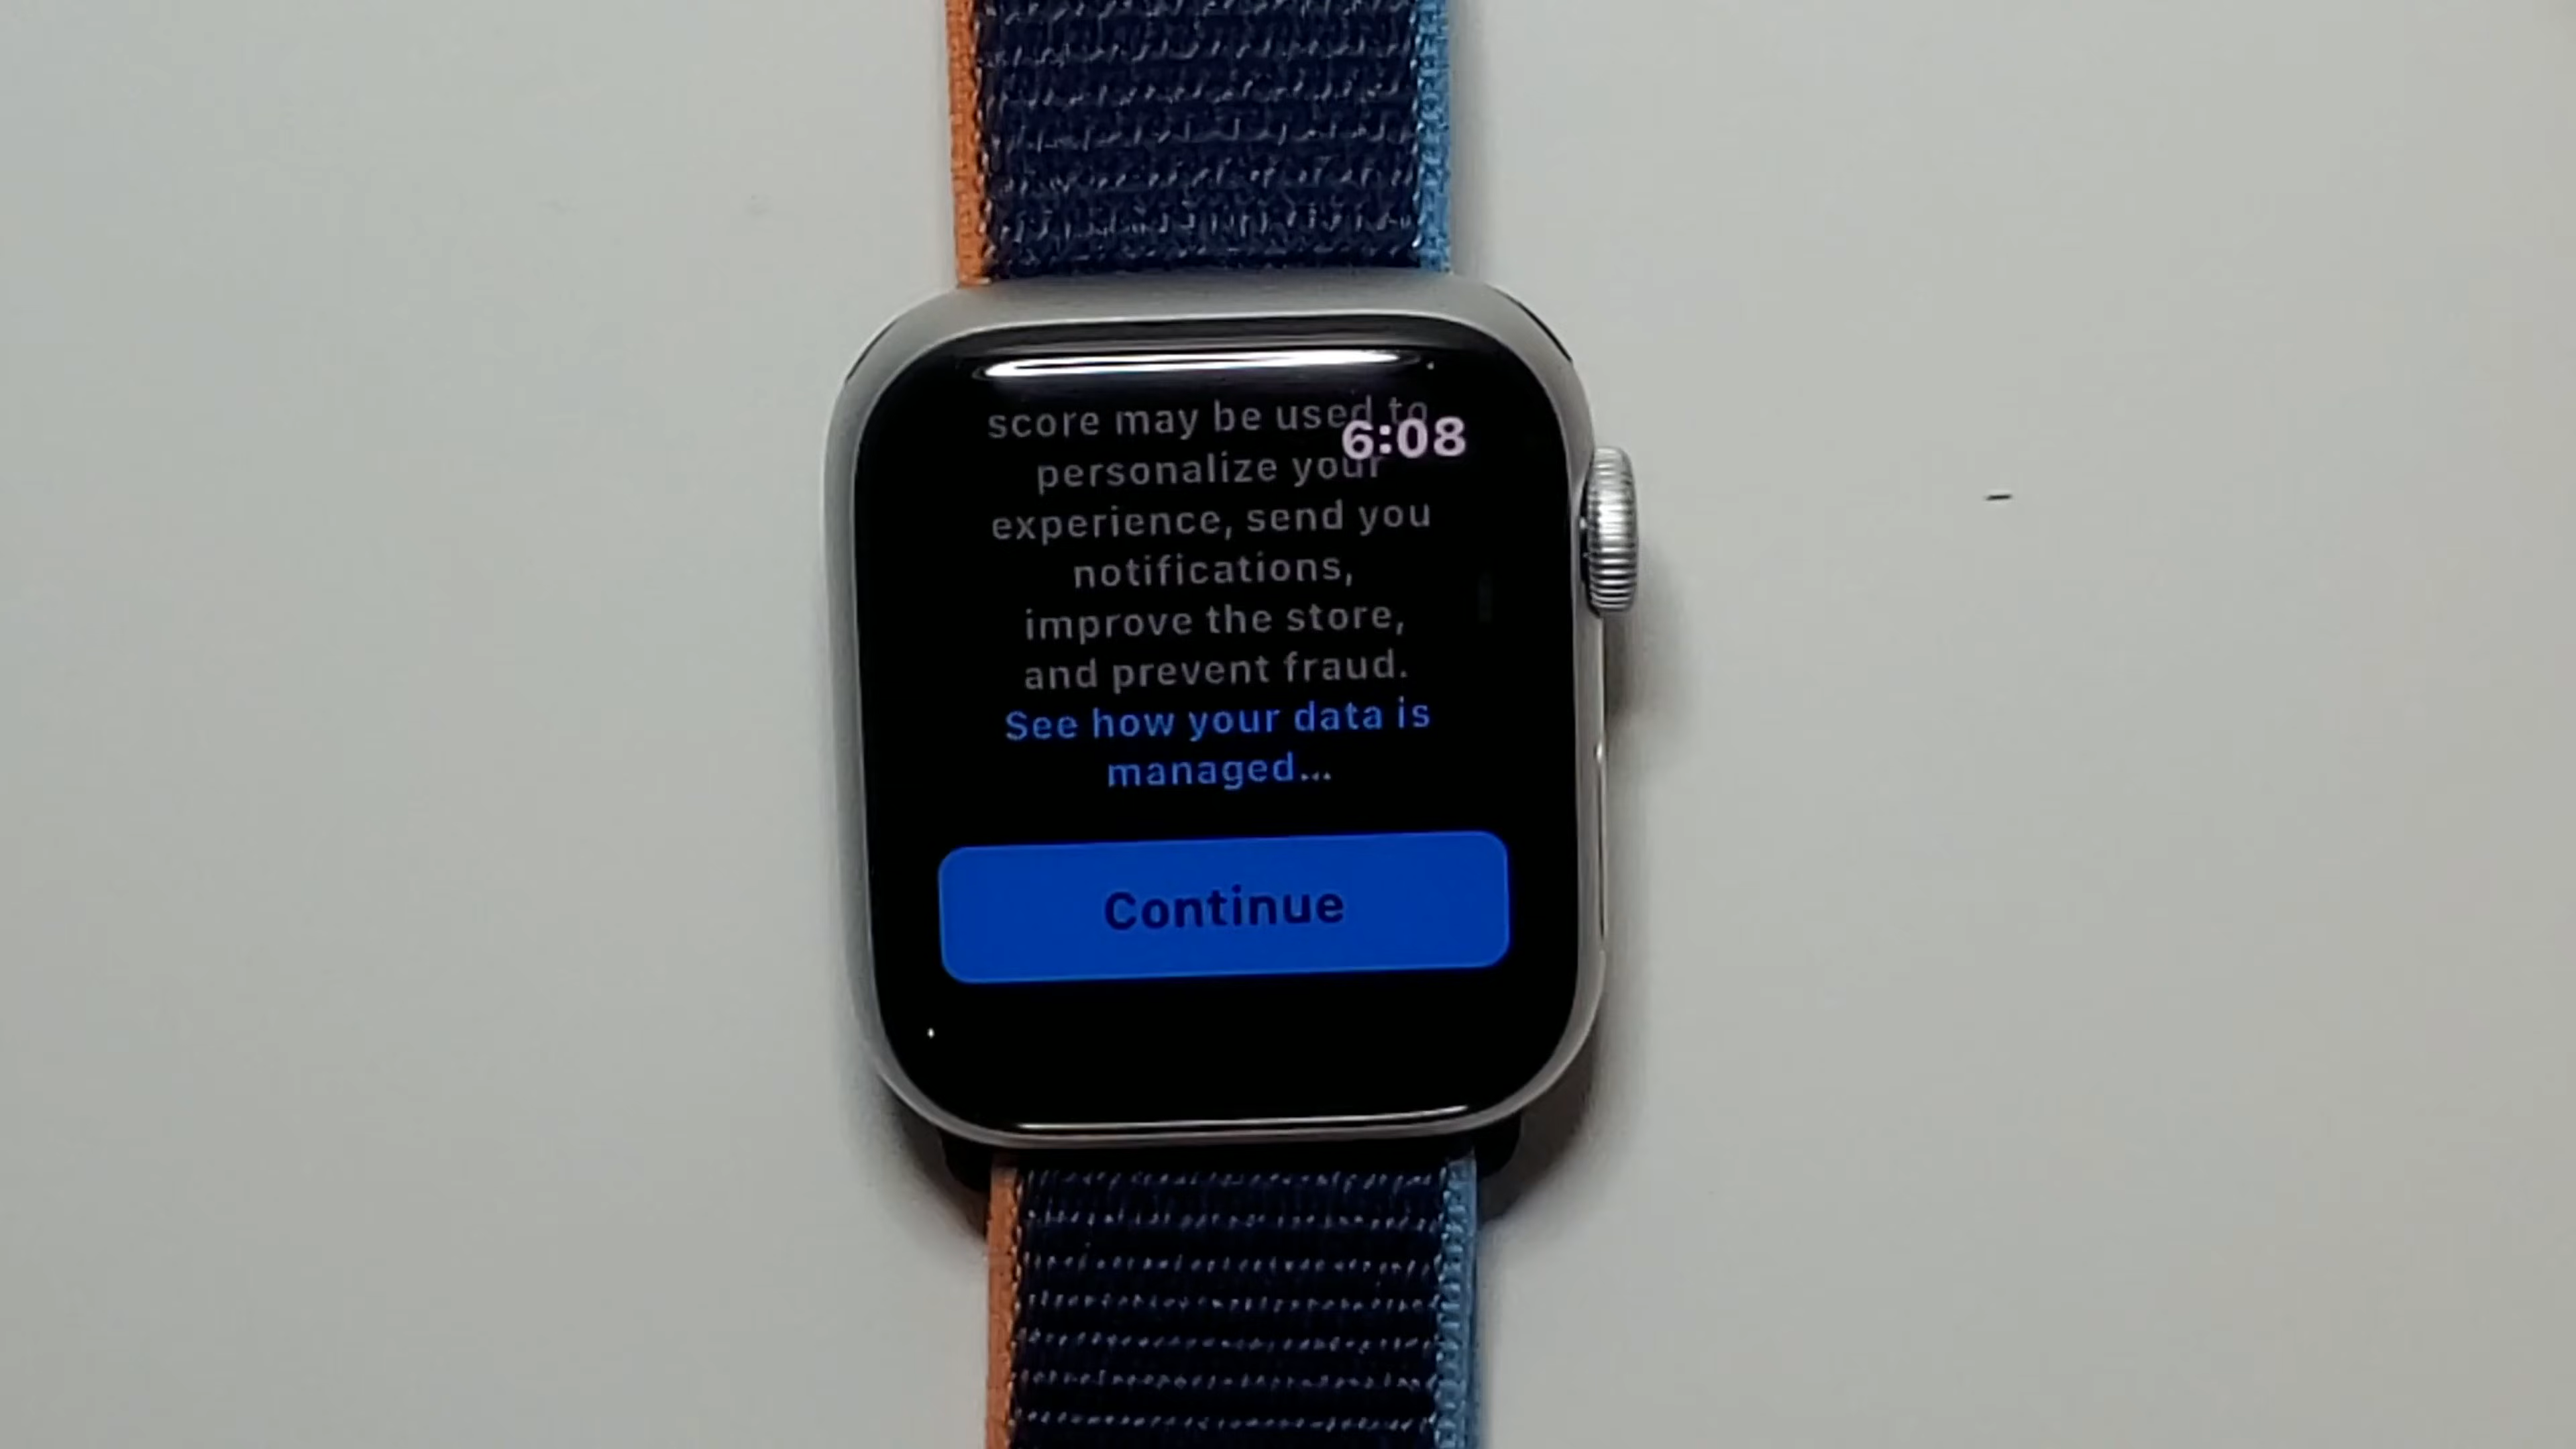 score may be used to
6:08
personalize your
experience, send you
notifications,
improve the store,
and prevent fraud.
See how your data is
managed...
Continue